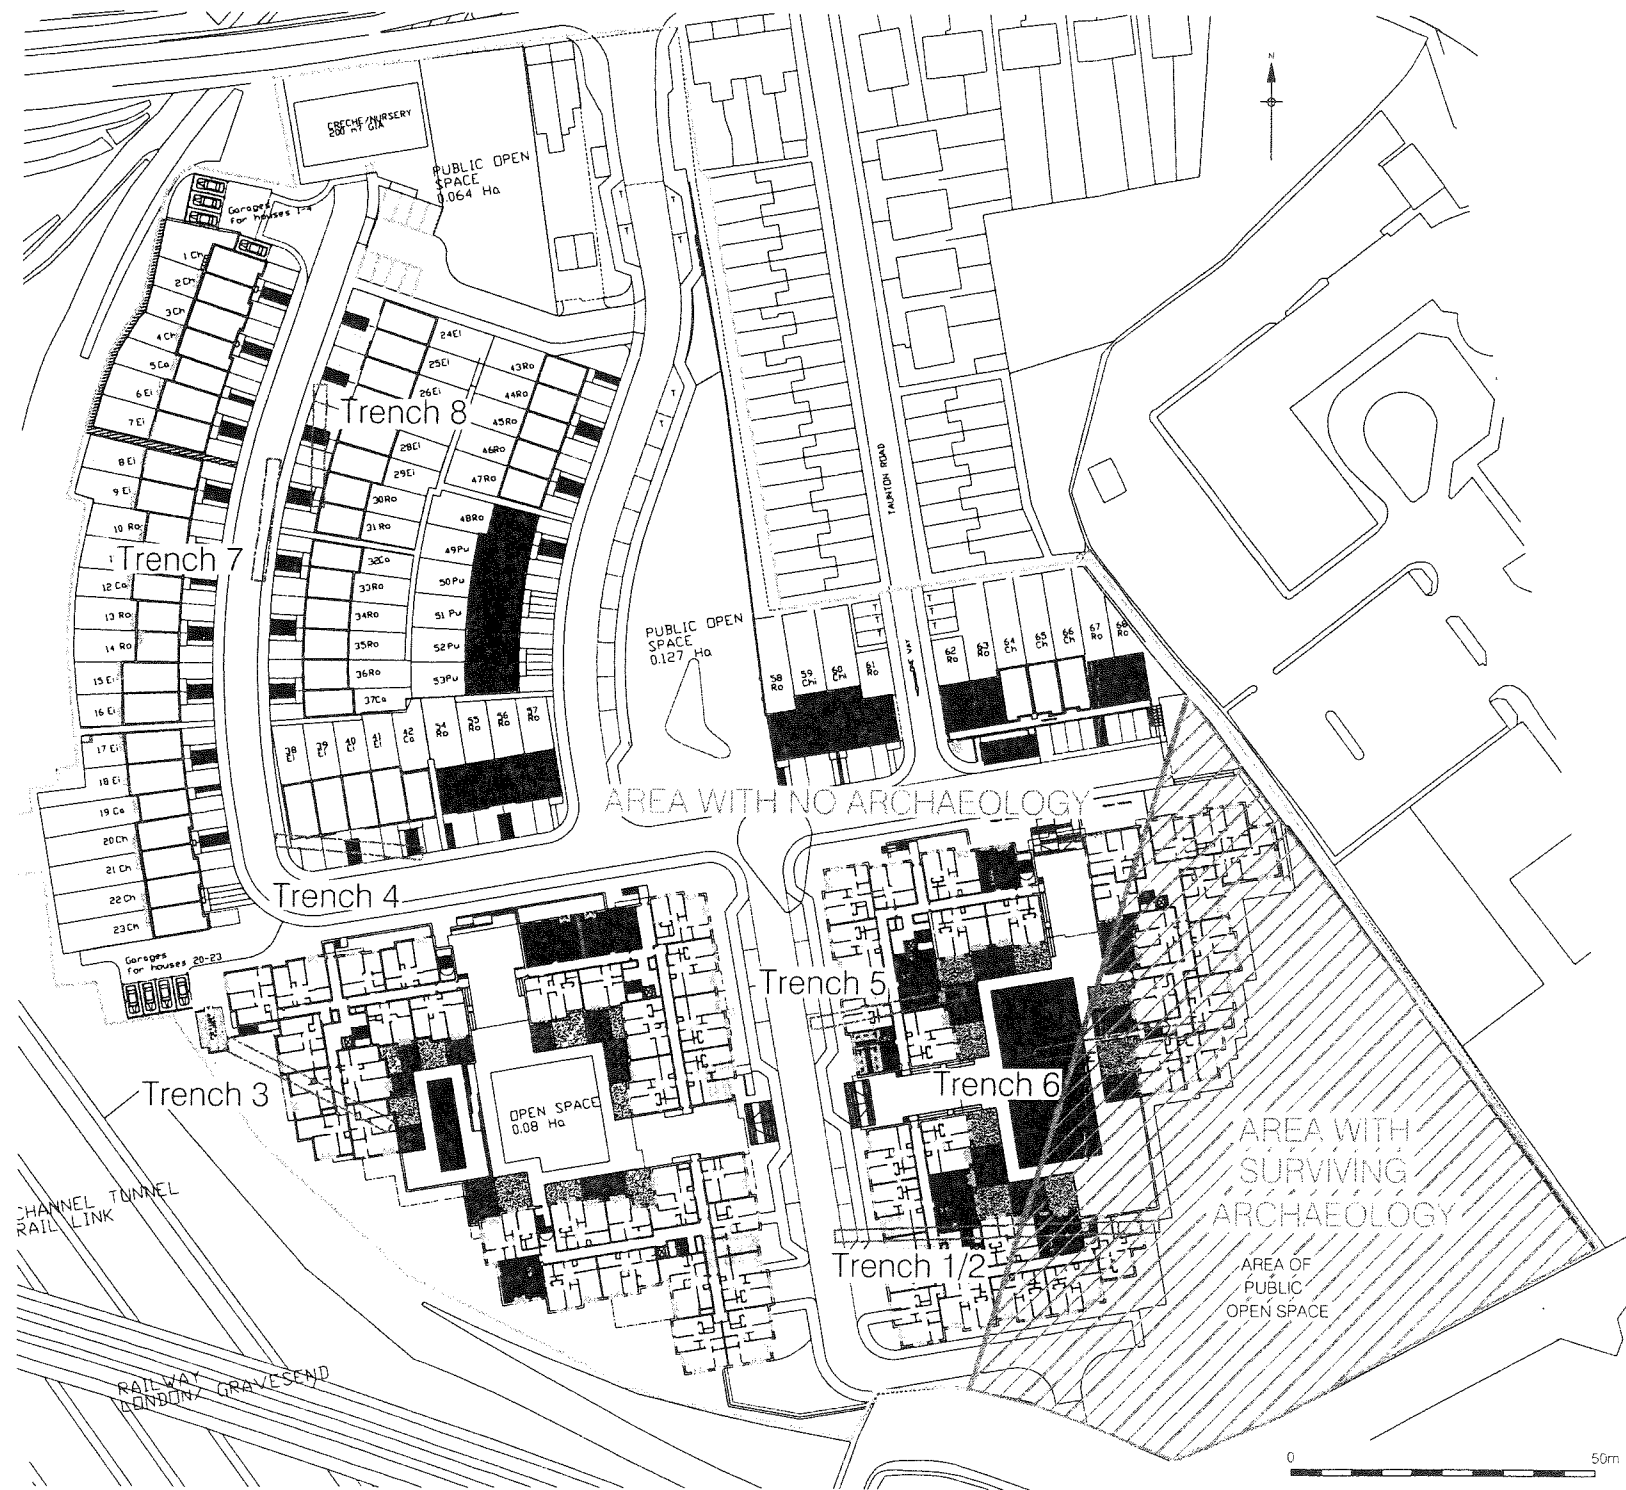 N
CRECHE/NURSERY
200 m² GIA
PUBLIC OPEN
SPACE
0.064 Ha
Garages
for houses 1-4
1 Ch
2 Ch
3 Ch
4 Ch
5 Ca
6 Ei
7 Ei
8 Ei
9 Ei
10 Ro
12 Ca
13 Ro
14 Ro
15 Ei
16 Ei
17 Ei
18 Ei
19 Ca
20 Ch
21 Ch
22 Ch
23 Ch
24 Ei
25 Ei
26 Ei
28 Ei
29 Ei
30 Ro
31 Ro
32 Ca
33 Ro
34 Ro
35 Ro
36 Ro
37 Ca
38
Ei
39
Ei
40
Ei
41
Ei
42
Ca
43 Ro
44 Ro
45 Ro
46 Ro
47 Ro
48 Ro
49 Pu
50 Pu
51 Pu
52 Pu
53 Pu
54
Ro
55
Ro
56
Ro
57
Ro
Trench 8
Trench 7
TAUNTON ROAD
PUBLIC OPEN
SPACE
0.127 Ha
T
T
T
T
T
58
Ro
59
Chi
60
Chi
61
Ro
62
Ro
63
Ro
64
Ch
65
Ch
66
Ch
67
Ro
68
Ro
AREA WITH NO ARCHAEOLOGY
Trench 4
Garages
for houses 20-23
Trench 5
Trench 3
Trench 6
OPEN SPACE
0.08 Ha
AREA WITH
SURVIVING
ARCHAEOLOGY
CHANNEL TUNNEL
RAIL LINK
Trench 1/2
AREA OF
PUBLIC
OPEN SPACE
RAILWAY
LONDON/ GRAVESEND
0 50m